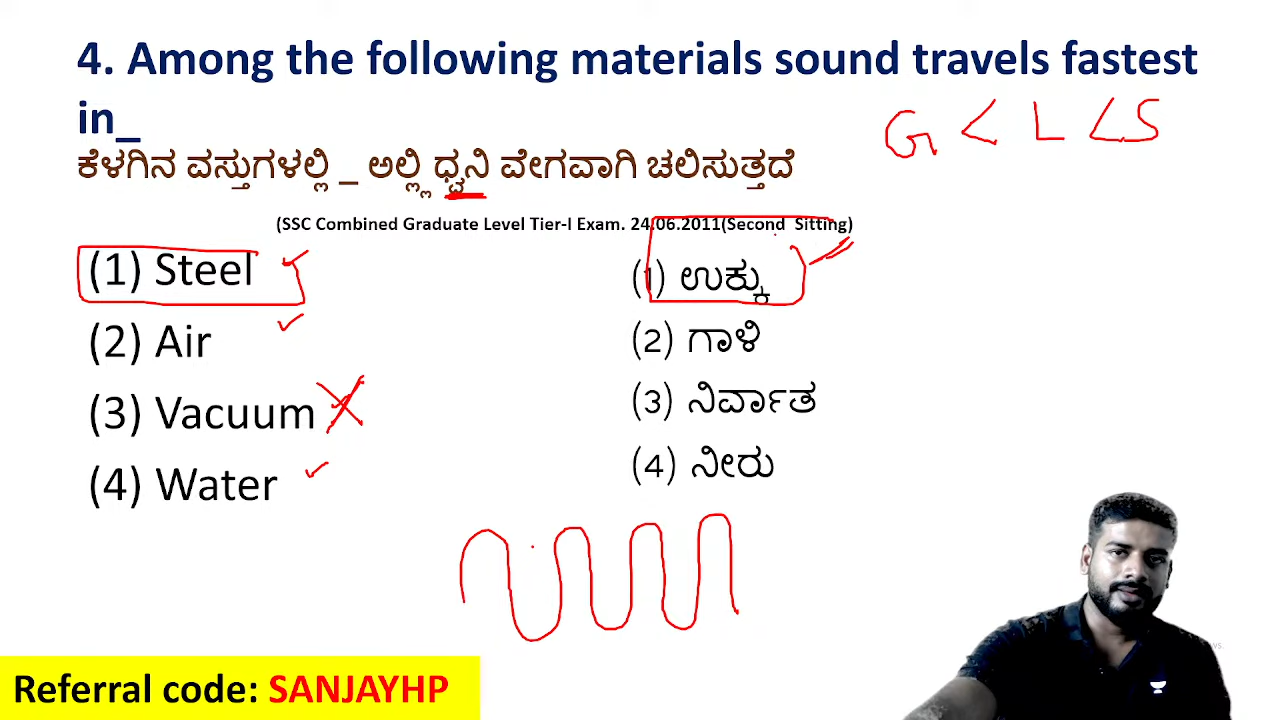 4. Among the following materials sound travels fastest
in_
G < L < S
ಕೆಳಗಿನ ವಸ್ತುಗಳಲ್ಲಿ _ ಅಲ್ಲಿ ಧ್ವನಿ ವೇಗವಾಗಿ ಚಲಿಸುತ್ತದೆ
(SSC Combined Graduate Level Tier-I Exam. 24.06.2011(Second Sitting)
(1) Steel
(2) Air
(3) Vacuum
(4) Water
(1) ಉಕ್ಕು
(2) ಗಾಳಿ
(3) ನಿರ್ವಾತ
(4) ನೀರು
Referral code: SANJAYHP